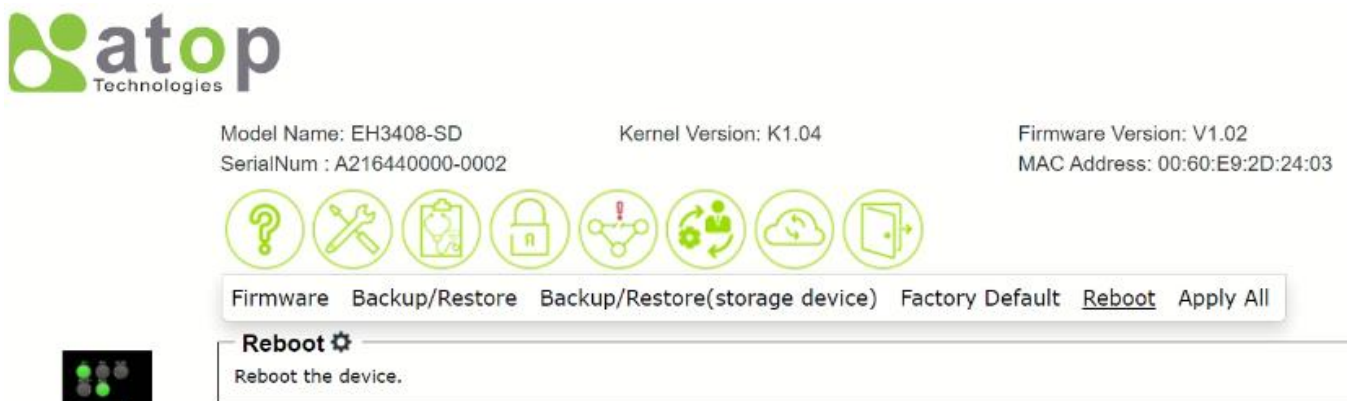 atop
Technologies
Model Name: EH3408-SD Kernel Version: K1.04 Firmware Version: V1.02
SerialNum : A216440000-0002 MAC Address: 00:60:E9:2D:24:03
Firmware Backup/Restore Backup/Restore(storage device) Factory Default Reboot Apply All
Reboot
Reboot the device.